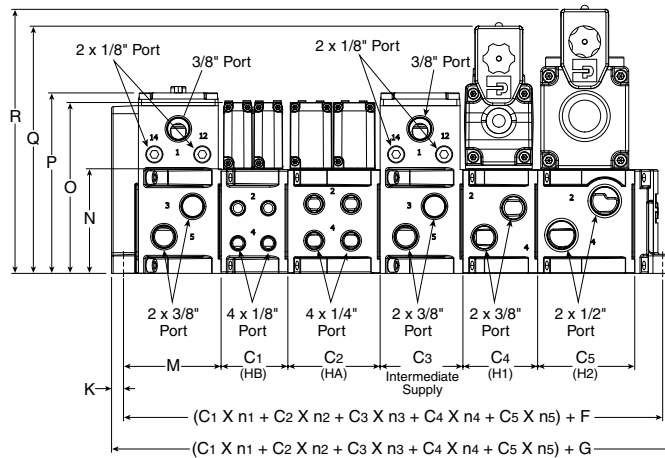 R
Q
P
O
N
2 x 1/8" Port
3/8" Port
2 x 1/8" Port
3/8" Port
14
12
1
14
12
1
3
5
2
4
2
4
3
5
2
4
2
4
2 x 3/8"
Port
4 x 1/8"
Port
4 x 1/4"
Port
2 x 3/8"
Port
2 x 3/8"
Port
2 x 1/2"
Port
K
M
C1
(HB)
C2
(HA)
C3
Intermediate
Supply
C4
(H1)
C5
(H2)
(C1 X n1 + C2 X n2 + C3 X n3 + C4 X n4 + C5 X n5) + F
(C1 X n1 + C2 X n2 + C3 X n3 + C4 X n4 + C5 X n5) + G